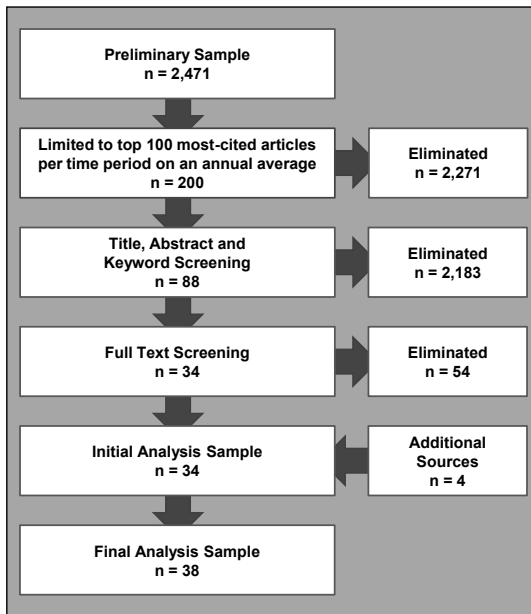 Preliminary Sample
n = 2,471
Limited to top 100 most-cited articles
per time period on an annual average
n = 200
Eliminated
n = 2,271
Title, Abstract and
Keyword Screening
n = 88
Eliminated
n = 2,183
Full Text Screening
n = 34
Eliminated
n = 54
Initial Analysis Sample
n = 34
Additional
Sources
n = 4
Final Analysis Sample
n = 38